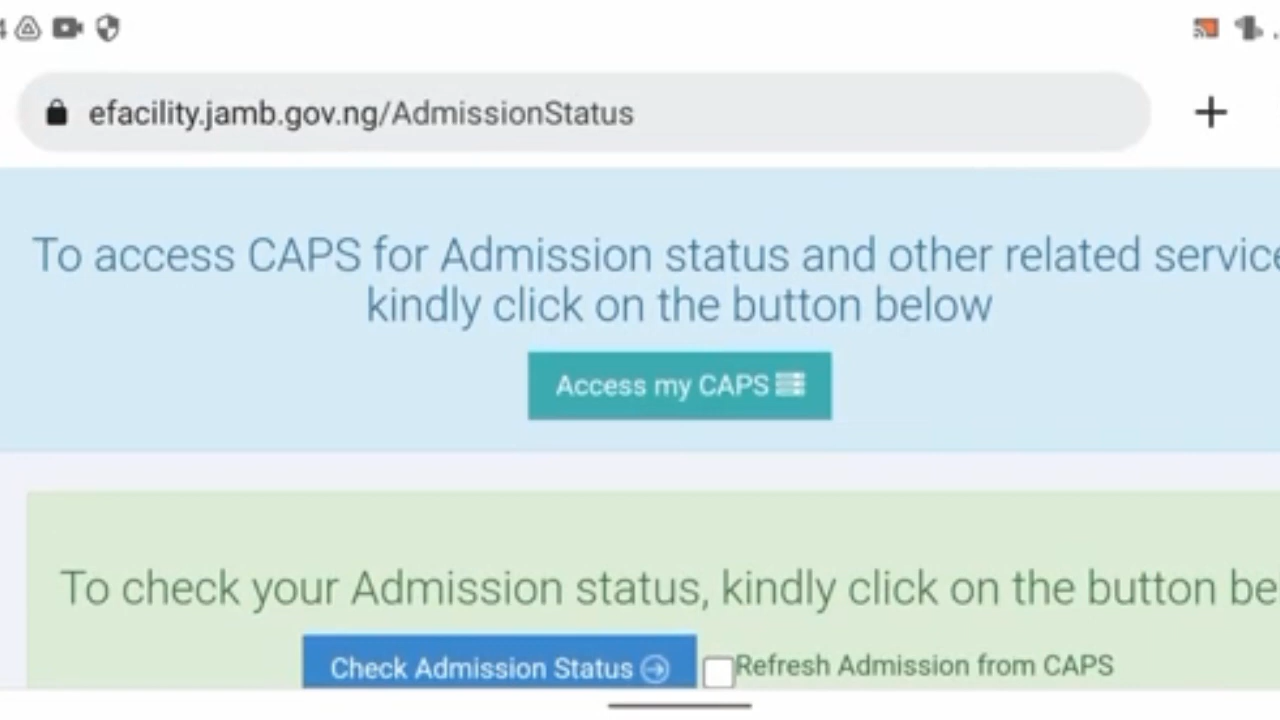 efacility.jamb.gov.ng/AdmissionStatus
To access CAPS for Admission status and other related service
kindly click on the button below
Access my CAPS
To check your Admission status, kindly click on the button be
Check Admission Status
Refresh Admission from CAPS